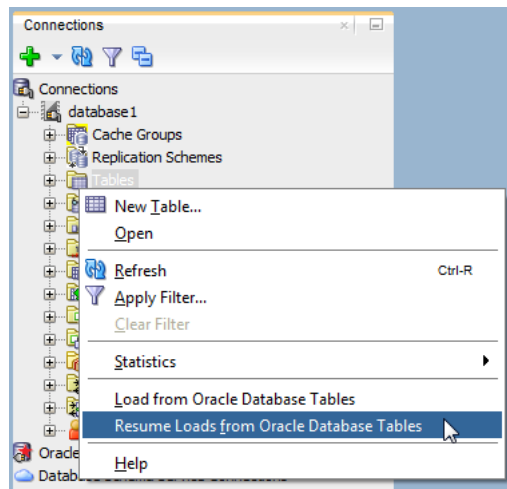 Connections
Connections
database1
Cache Groups
Replication Schemes
Tables
New Table...
Open
Refresh Ctrl-R
Apply Filter...
Clear Filter
Statistics
Load from Oracle Database Tables
Resume Loads from Oracle Database Tables
Help
Oracle